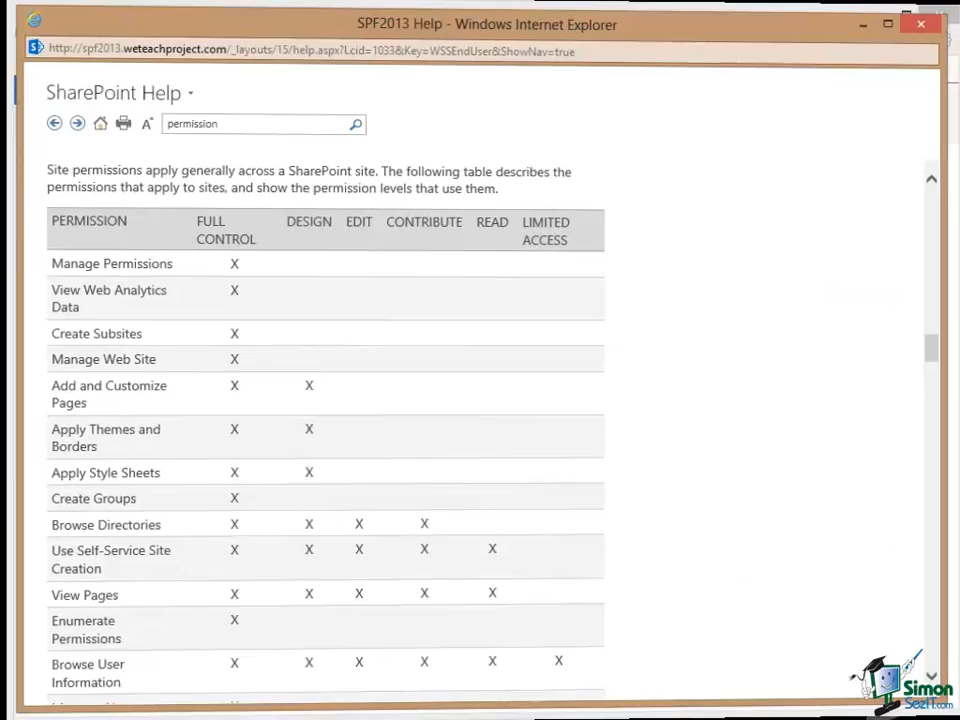 SPF2013 Help - Windows Internet Explorer
http://spf2013.weteachproject.com/_layouts/15/help.aspx?Lcid=1033&Key=WSSEndUser&ShowNav=true
SharePoint Help
permission
Site permissions apply generally across a SharePoint site. The following table describes the
permissions that apply to sites, and show the permission levels that use them.
PERMISSION FULL CONTROL DESIGN EDIT CONTRIBUTE READ LIMITED ACCESS
Manage Permissions X
View Web Analytics Data X
Create Subsites X
Manage Web Site X
Add and Customize Pages X X
Apply Themes and Borders X X
Apply Style Sheets X X
Create Groups X
Browse Directories X X X X
Use Self-Service Site Creation X X X X X
View Pages X X X X X
Enumerate Permissions X
Browse User Information X X X X X X
Simon
SezIT.com